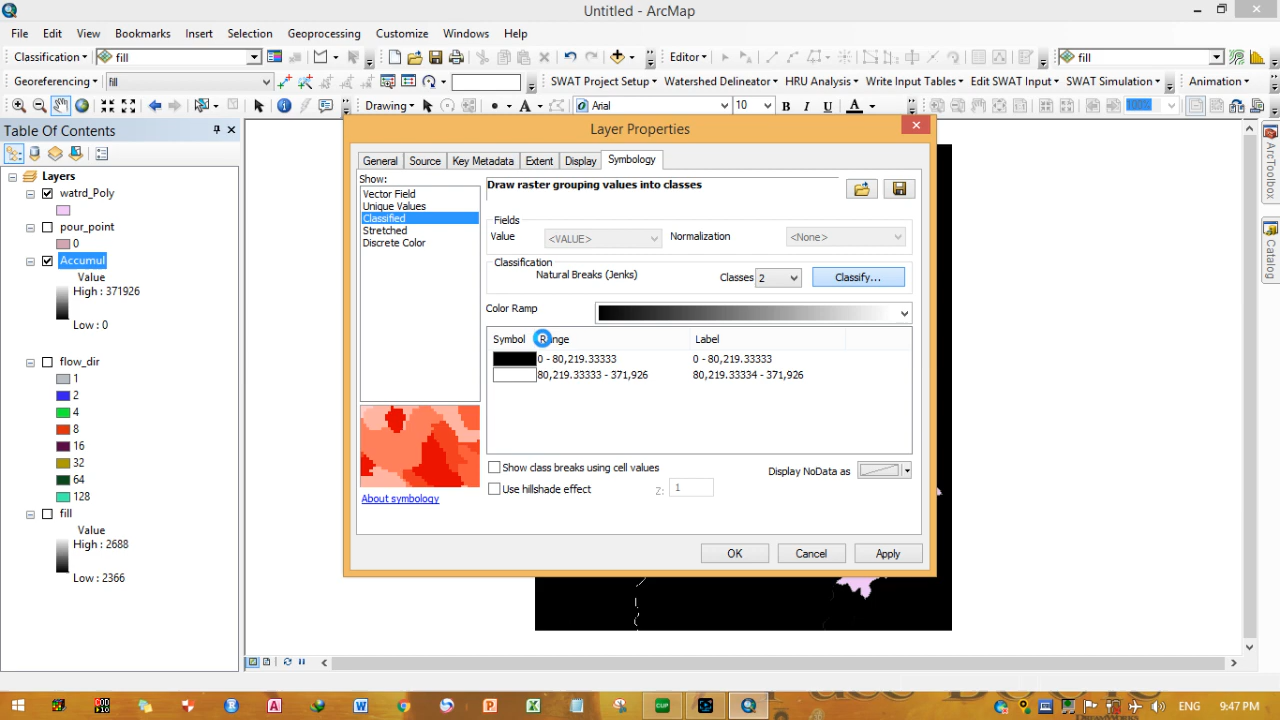 Untitled - ArcMap
File Edit View Bookmarks Insert Selection Geoprocessing Customize Windows Help
Classification fill Editor fill
Georeferencing fill SWAT Project Setup Watershed Delineator HRU Analysis Write Input Tables Edit SWAT Input SWAT Simulation Animation
Drawing A Arial 10 B I U A 100%
Table Of Contents
Layers
watrd_Poly
pour_point
0
Accumul
Value
High : 371926
Low : 0
flow_dir
1
2
4
8
16
32
64
128
fill
Value
High : 2688
Low : 2366
Layer Properties
General Source Key Metadata Extent Display Symbology
Show:
Vector Field
Unique Values
Classified
Stretched
Discrete Color
About symbology
Draw raster grouping values into classes
Fields
Value <VALUE> Normalization <None>
Classification
Natural Breaks (Jenks) Classes 2 Classify...
Color Ramp
Symbol Range Label
0 - 80,219.33333 0 - 80,219.33333
80,219.33333 - 371,926 80,219.33334 - 371,926
Show class breaks using cell values
Display NoData as
Use hillshade effect Z: 1
OK Cancel Apply
ArcToolbox
Catalog
ENG 9:47 PM